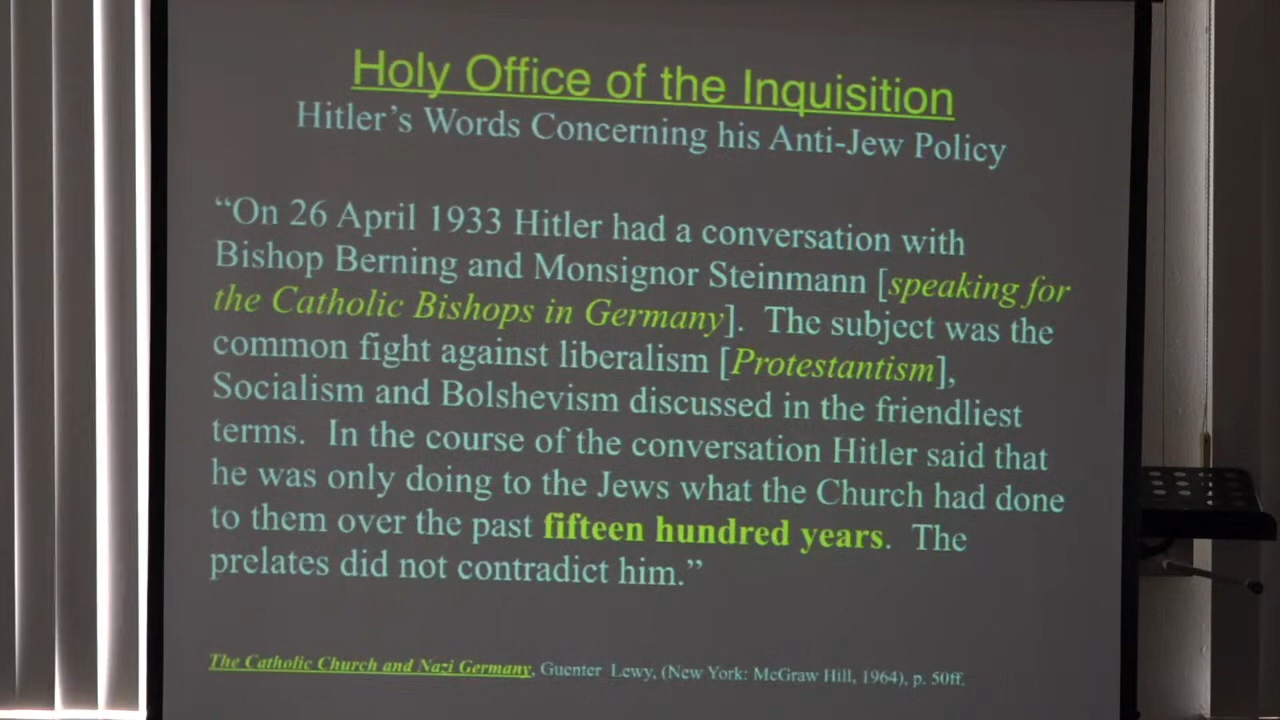 Holy Office of the Inquisition
Hitler's Words Concerning his Anti-Jew Policy
“On 26 April 1933 Hitler had a conversation with
Bishop Berning and Monsignor Steinmann [speaking for
the Catholic Bishops in Germany].  The subject was the
common fight against liberalism [Protestantism],
Socialism and Bolshevism discussed in the friendliest
terms.  In the course of the conversation Hitler said that
he was only doing to the Jews what the Church had done
to them over the past fifteen hundred years.  The
prelates did not contradict him.”
The Catholic Church and Nazi Germany, Guenter Lewy, (New York: McGraw Hill, 1964), p. 50ff.